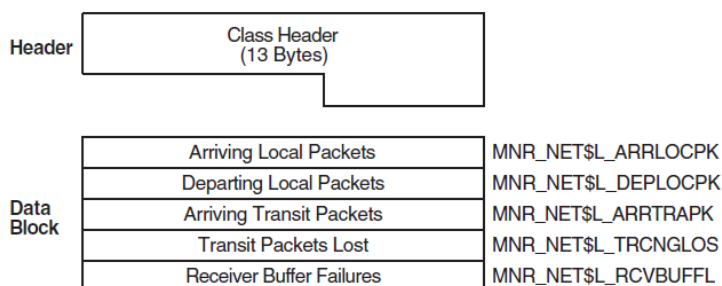 Header
Class Header
(13 Bytes)
Data
Block
Arriving Local Packets MNR_NET$L_ARRLOCPK
Departing Local Packets MNR_NET$L_DEPLOCPK
Arriving Transit Packets MNR_NET$L_ARRTRAPK
Transit Packets Lost MNR_NET$L_TRCNGLOS
Receiver Buffer Failures MNR_NET$L_RCVBUFFL